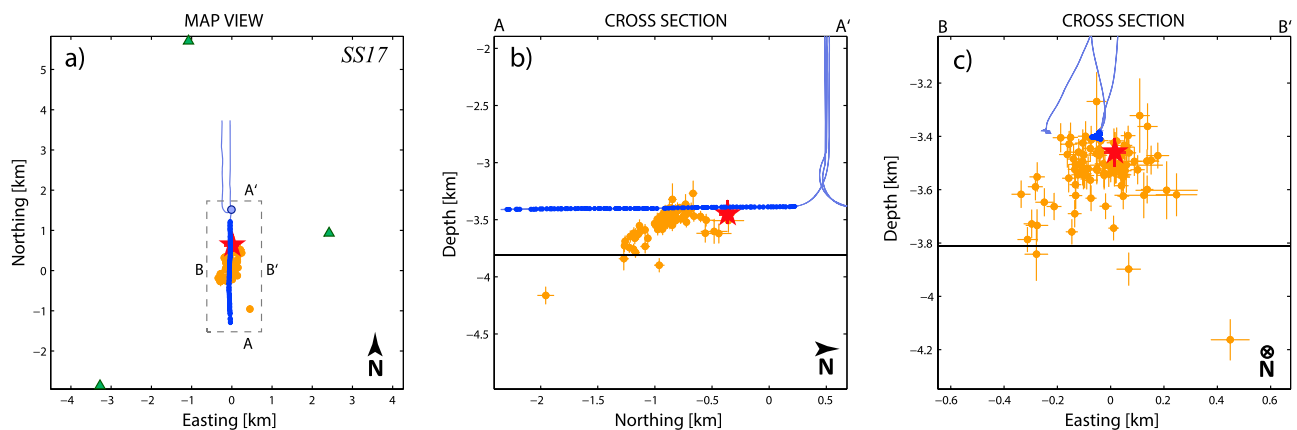 MAP VIEW
a)
SS17
A'
B
B'
A
N
5
4
3
2
1
0
−1
−2
−4
−3
−2
−1
0
1
2
3
4
Northing [km]
Easting [km]
A
CROSS SECTION
A'
b)
−2
−2.5
−3
−3.5
−4
−4.5
−2
−1.5
−1
−0.5
0
0.5
Depth [km]
Northing [km]
N
B
CROSS SECTION
B'
c)
−3.2
−3.4
−3.6
−3.8
−4
−4.2
−0.6
−0.4
−0.2
0.0
0.2
0.4
0.6
Depth [km]
Easting [km]
N